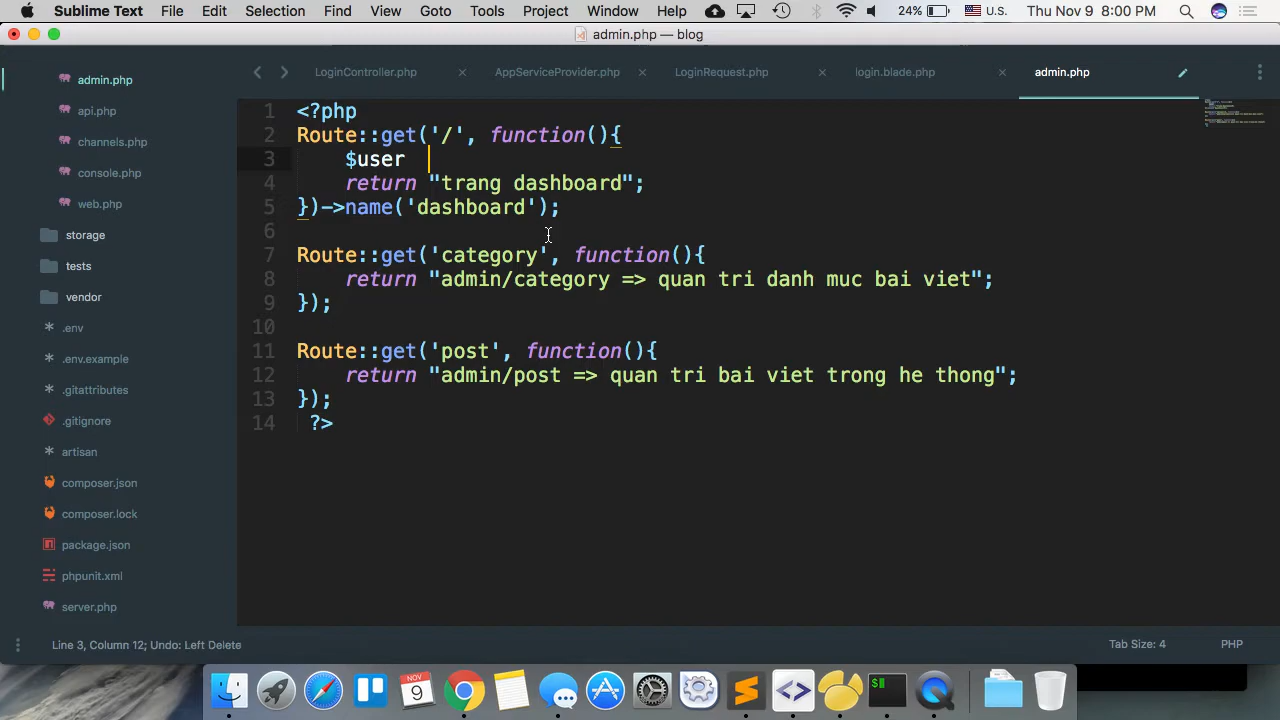 Sublime Text File Edit Selection Find View Goto Tools Project Window Help 24% U.S. Thu Nov 9 8:00 PM
admin.php — blog
LoginController.php × AppServiceProvider.php × LoginRequest.php × login.blade.php × admin.php
admin.php
api.php
channels.php
console.php
web.php
storage
tests
vendor
.env
.env.example
.gitattributes
.gitignore
artisan
composer.json
composer.lock
package.json
phpunit.xml
server.php
1 <?php
2 Route::get('/', function(){
3     $user
4     return "trang dashboard";
5 })->name('dashboard');
6
7 Route::get('category', function(){
8     return "admin/category => quan tri danh muc bai viet";
9 });
10
11 Route::get('post', function(){
12     return "admin/post => quan tri bai viet trong he thong";
13 });
14  ?>
Line 3, Column 12; Undo: Left Delete Tab Size: 4 PHP
NOV
9
$